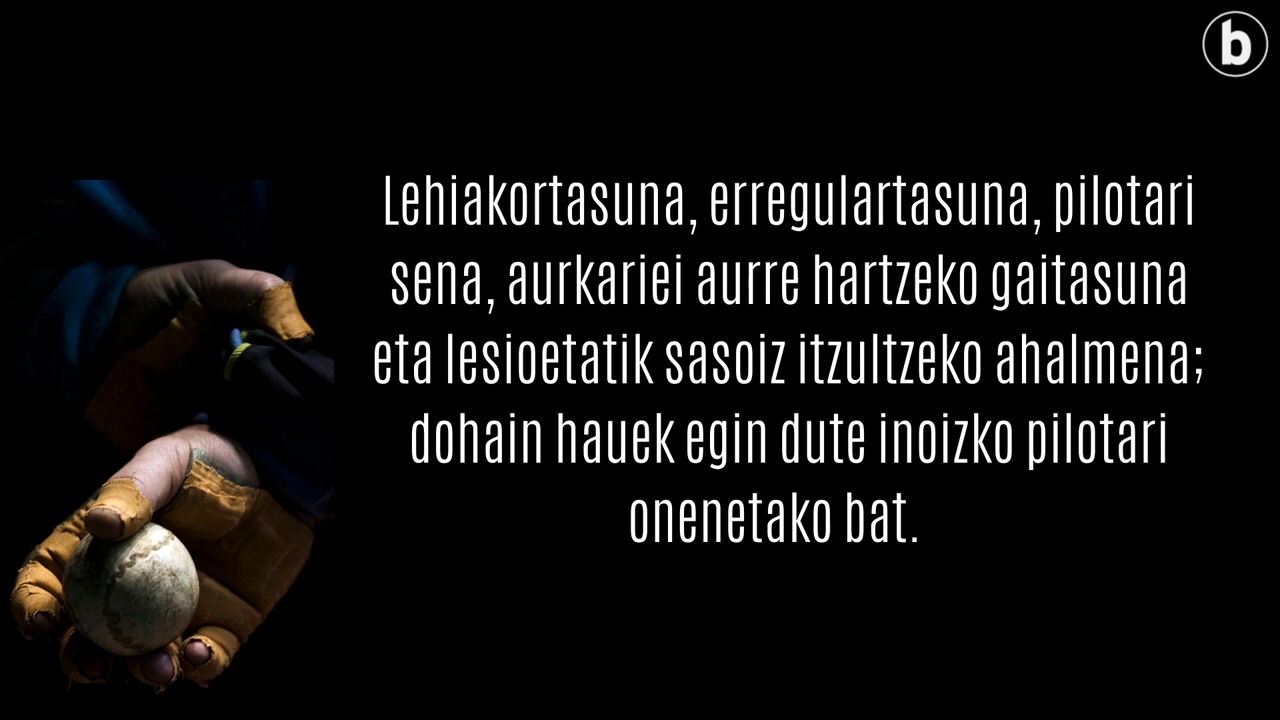 b
Lehiakortasuna, erregulartasuna, pilotari
sena, aurkariei aurre hartzeko gaitasuna
eta lesioetatik sasoiz itzultzeko ahalmena;
dohain hauek egin dute inoizko pilotari
onenetako bat.